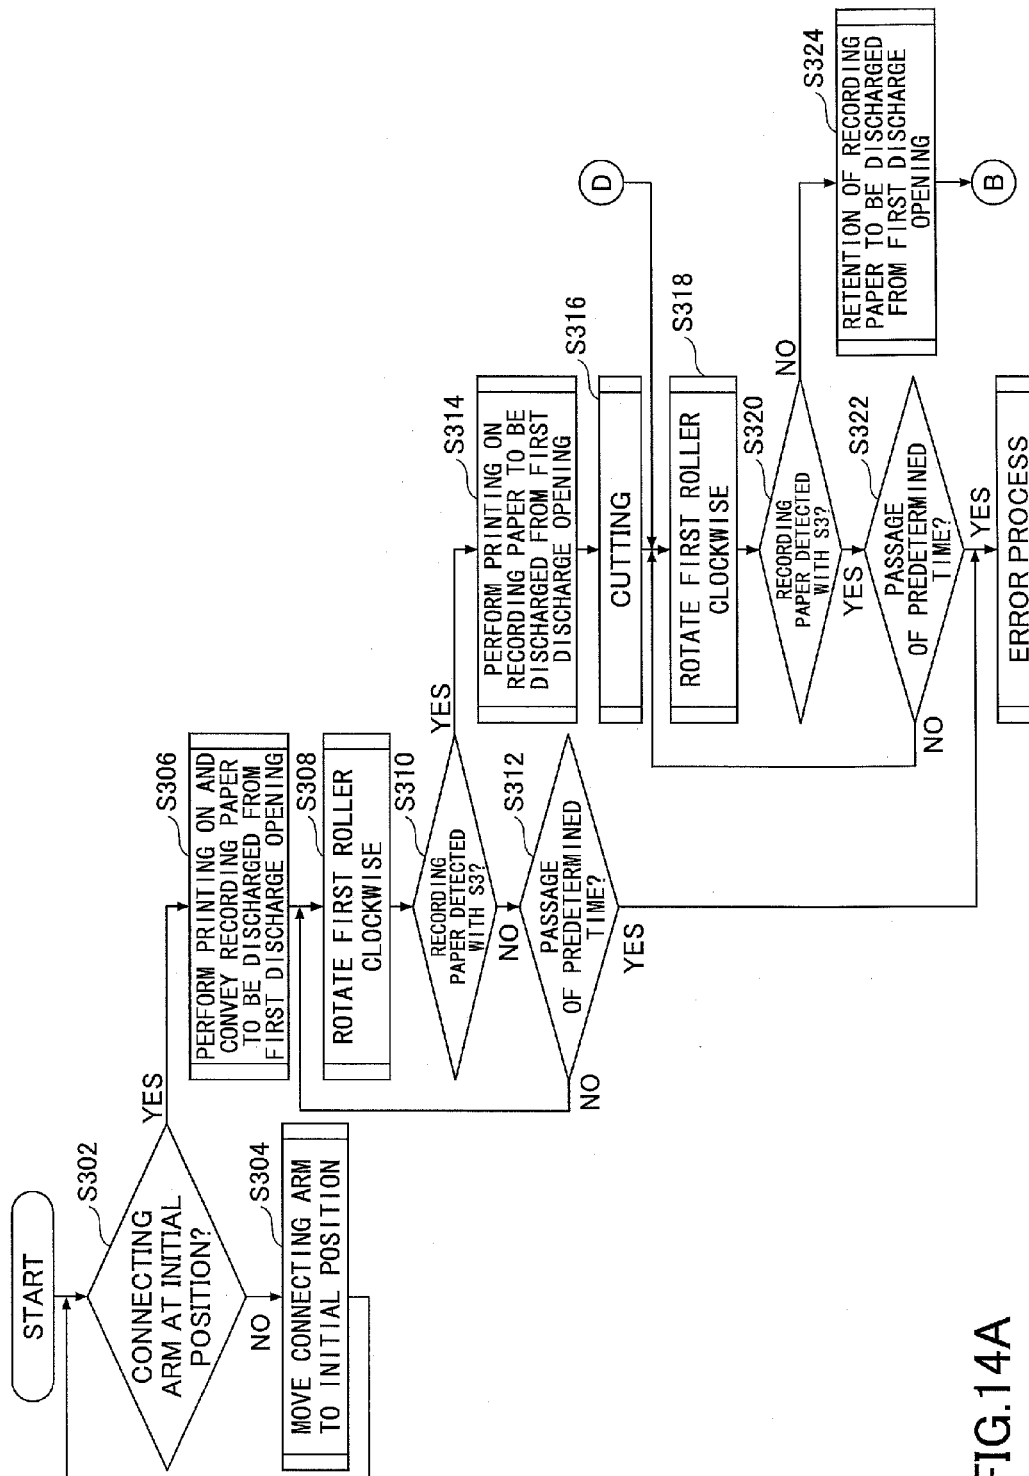 START
S302
CONNECTING
ARM AT INITIAL
POSITION?
YES
NO
S304
MOVE CONNECTING ARM
TO INITIAL POSITION
S306
PERFORM PRINTING ON AND
CONVEY RECORDING PAPER
TO BE DISCHARGED FROM
FIRST DISCHARGE OPENING
S308
ROTATE FIRST ROLLER
CLOCKWISE
S310
RECORDING
PAPER DETECTED
WITH S3?
YES
NO
S312
PASSAGE
OF PREDETERMINED
TIME?
NO
YES
S314
PERFORM PRINTING ON
RECORDING PAPER TO BE
DISCHARGED FROM FIRST
DISCHARGE OPENING
S316
CUTTING
D
S318
ROTATE FIRST ROLLER
CLOCKWISE
S320
RECORDING
PAPER DETECTED
WITH S3?
NO
YES
S322
PASSAGE
OF PREDETERMINED
TIME?
NO
YES
ERROR PROCESS
S324
RETENTION OF RECORDING
PAPER TO BE DISCHARGED
FROM FIRST DISCHARGE
OPENING
B
FIG.14A